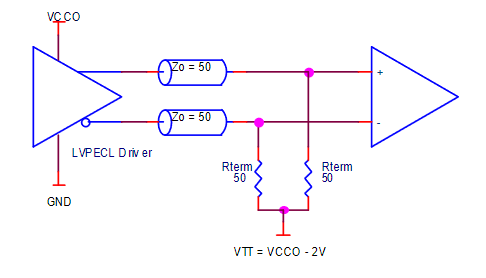 VCCO
Zo = 50
+
Zo = 50
-
LVPECL Driver
Rterm
50
Rterm
50
GND
VTT = VCCO - 2V